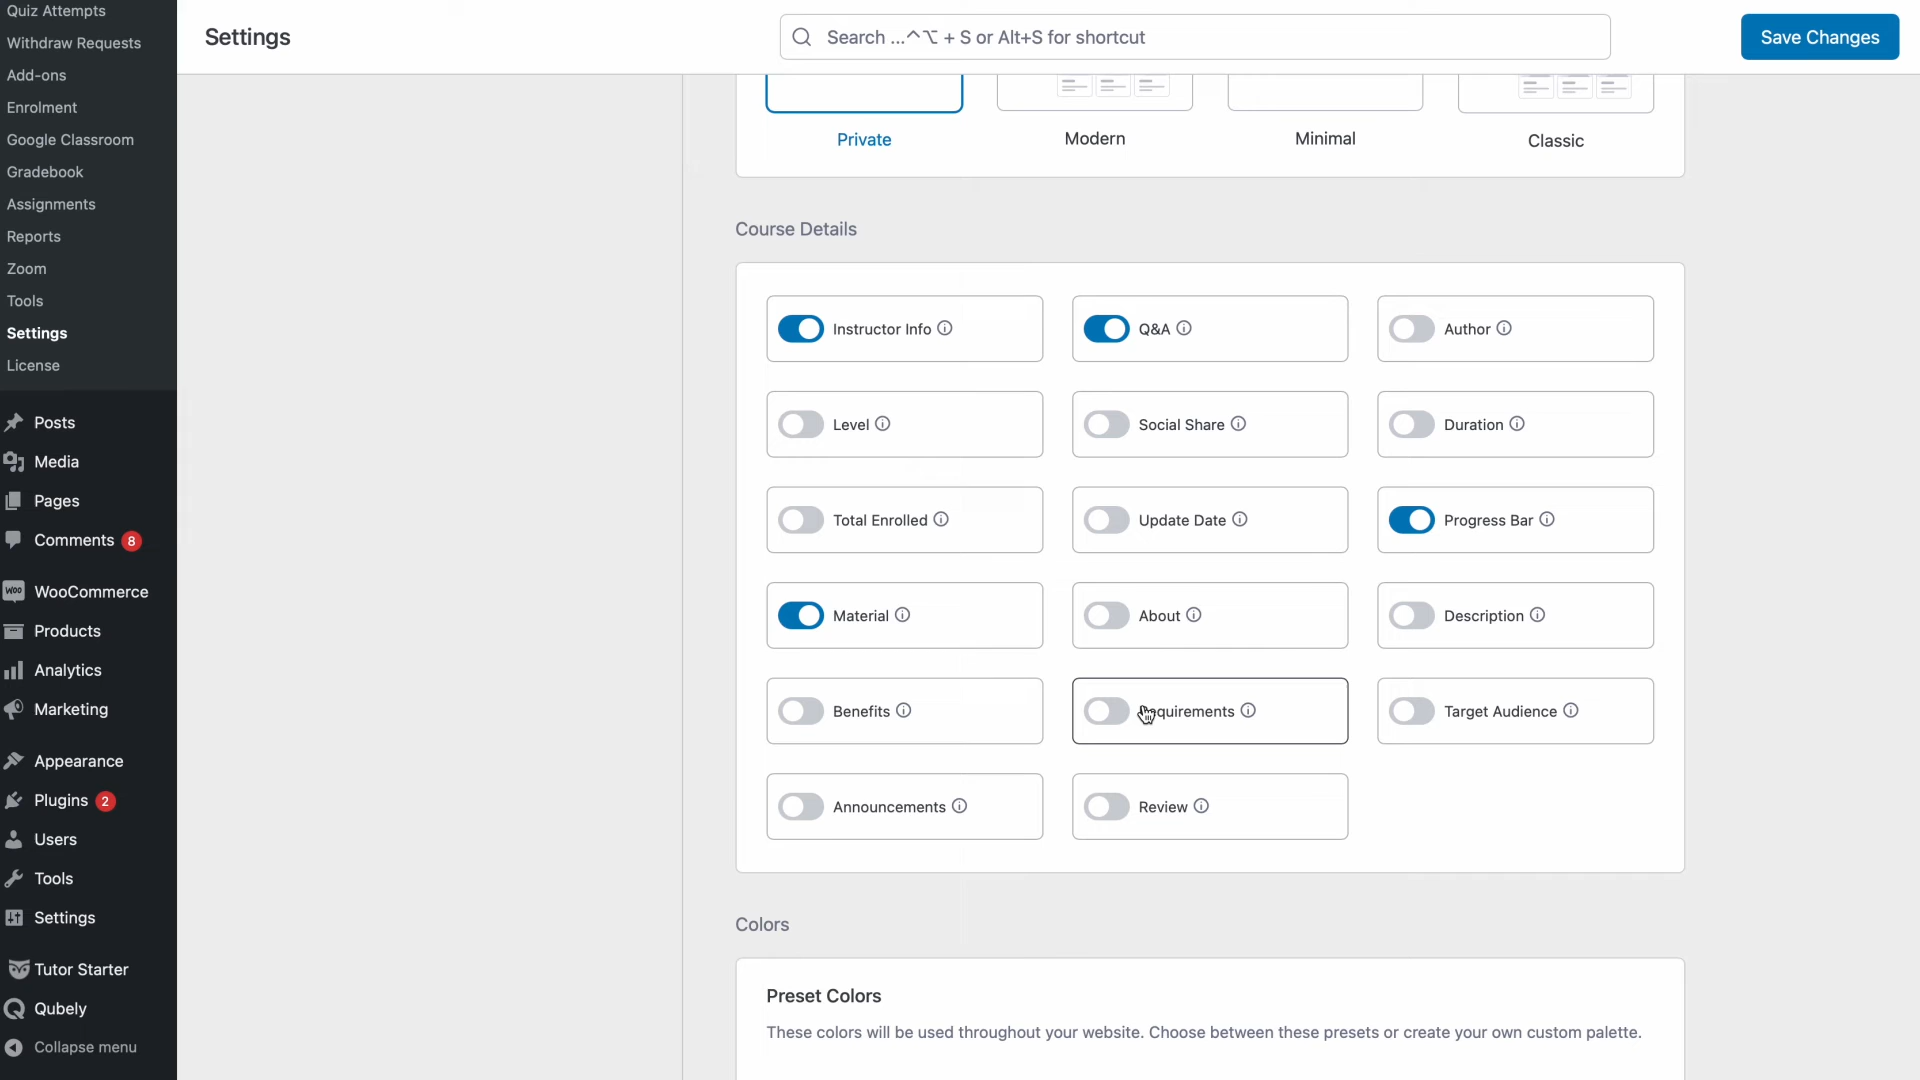 Quiz Attempts
Withdraw Requests
Add-ons
Enrolment
Google Classroom
Gradebook
Assignments
Reports
Zoom
Tools
Settings
License
Posts
Media
Pages
Comments 8
WooCommerce
Products
Analytics
Marketing
Appearance
Plugins 2
Users
Tools
Settings
Tutor Starter
Qubely
Collapse menu
Settings
Search ...^⌥ + S or Alt+S for shortcut
Save Changes
Private Modern Minimal Classic
Course Details
Instructor Info Q&A Author
Level Social Share Duration
Total Enrolled Update Date Progress Bar
Material About Description
Benefits Requirements Target Audience
Announcements Review
Colors
Preset Colors
These colors will be used throughout your website. Choose between these presets or create your own custom palette.